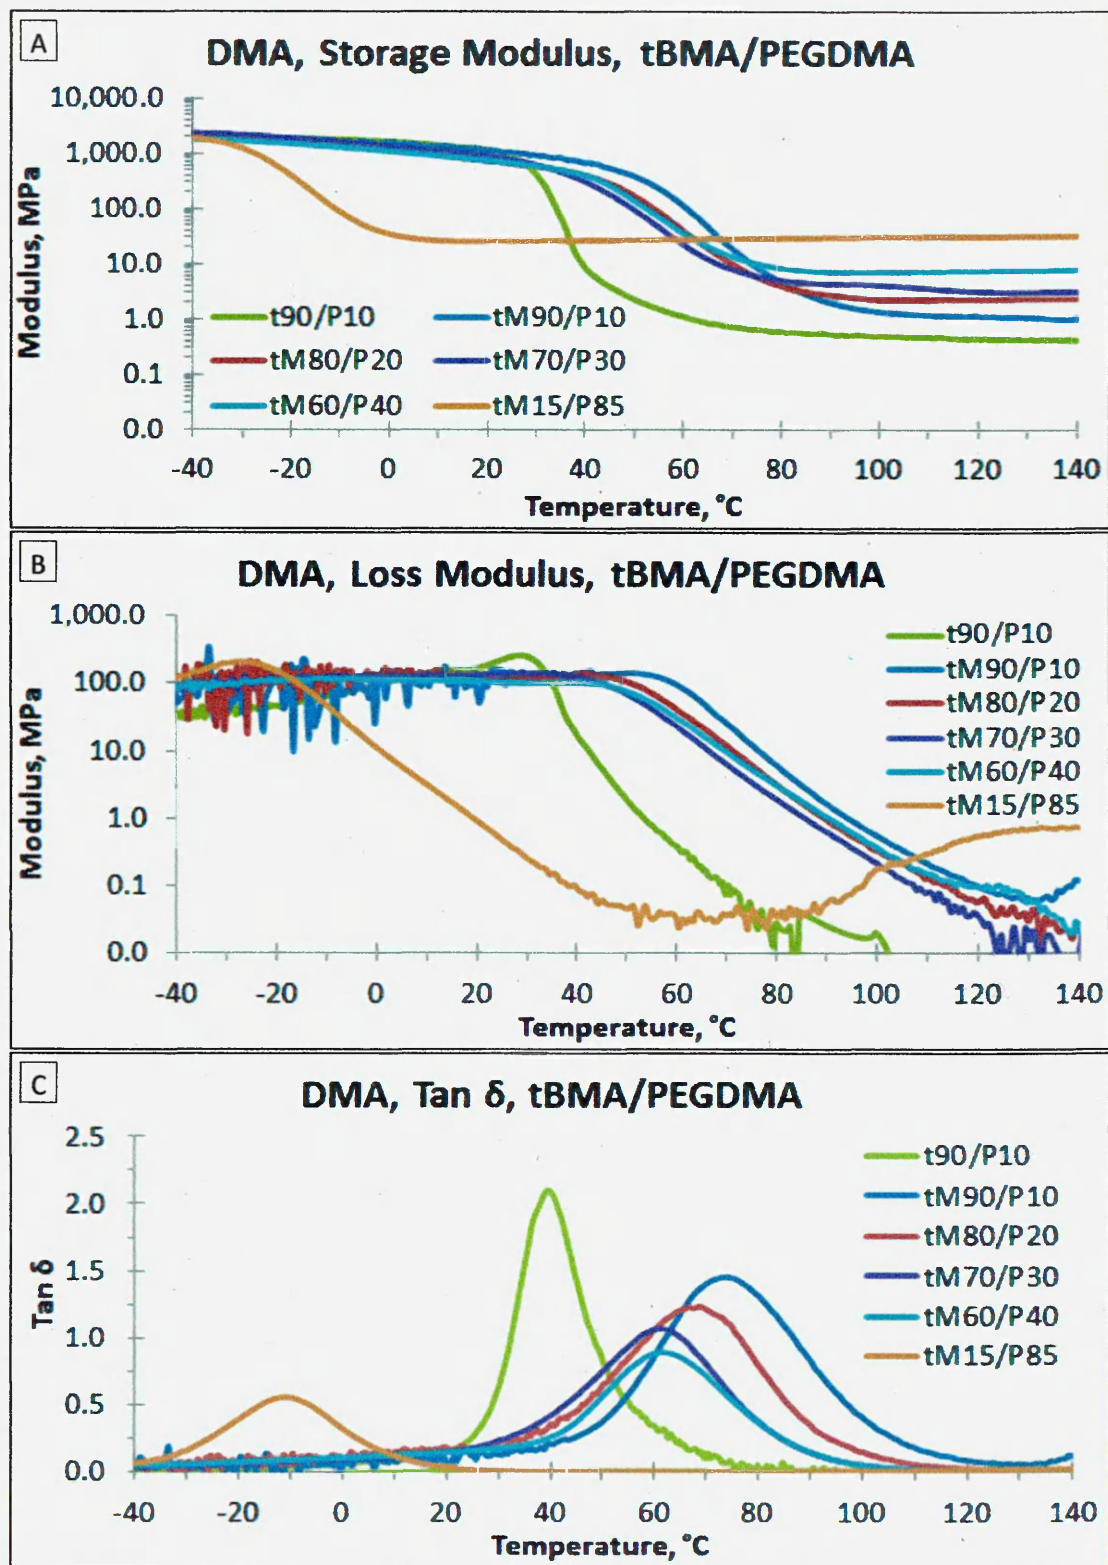 A
DMA, Storage Modulus, tBMA/PEGDMA
10,000.0
1,000.0
100.0
10.0
1.0
0.1
0.0
Modulus, MPa
t90/P10
tM90/P10
tM80/P20
tM70/P30
tM60/P40
tM15/P85
-40 -20 0 20 40 60 80 100 120 140
Temperature, °C
B
DMA, Loss Modulus, tBMA/PEGDMA
1,000.0
100.0
10.0
1.0
0.1
0.0
Modulus, MPa
t90/P10
tM90/P10
tM80/P20
tM70/P30
tM60/P40
tM15/P85
-40 -20 0 20 40 60 80 100 120 140
Temperature, °C
C
DMA, Tan δ, tBMA/PEGDMA
2.5
2.0
1.5
1.0
0.5
0.0
Tan δ
t90/P10
tM90/P10
tM80/P20
tM70/P30
tM60/P40
tM15/P85
-40 -20 0 20 40 60 80 100 120 140
Temperature, °C